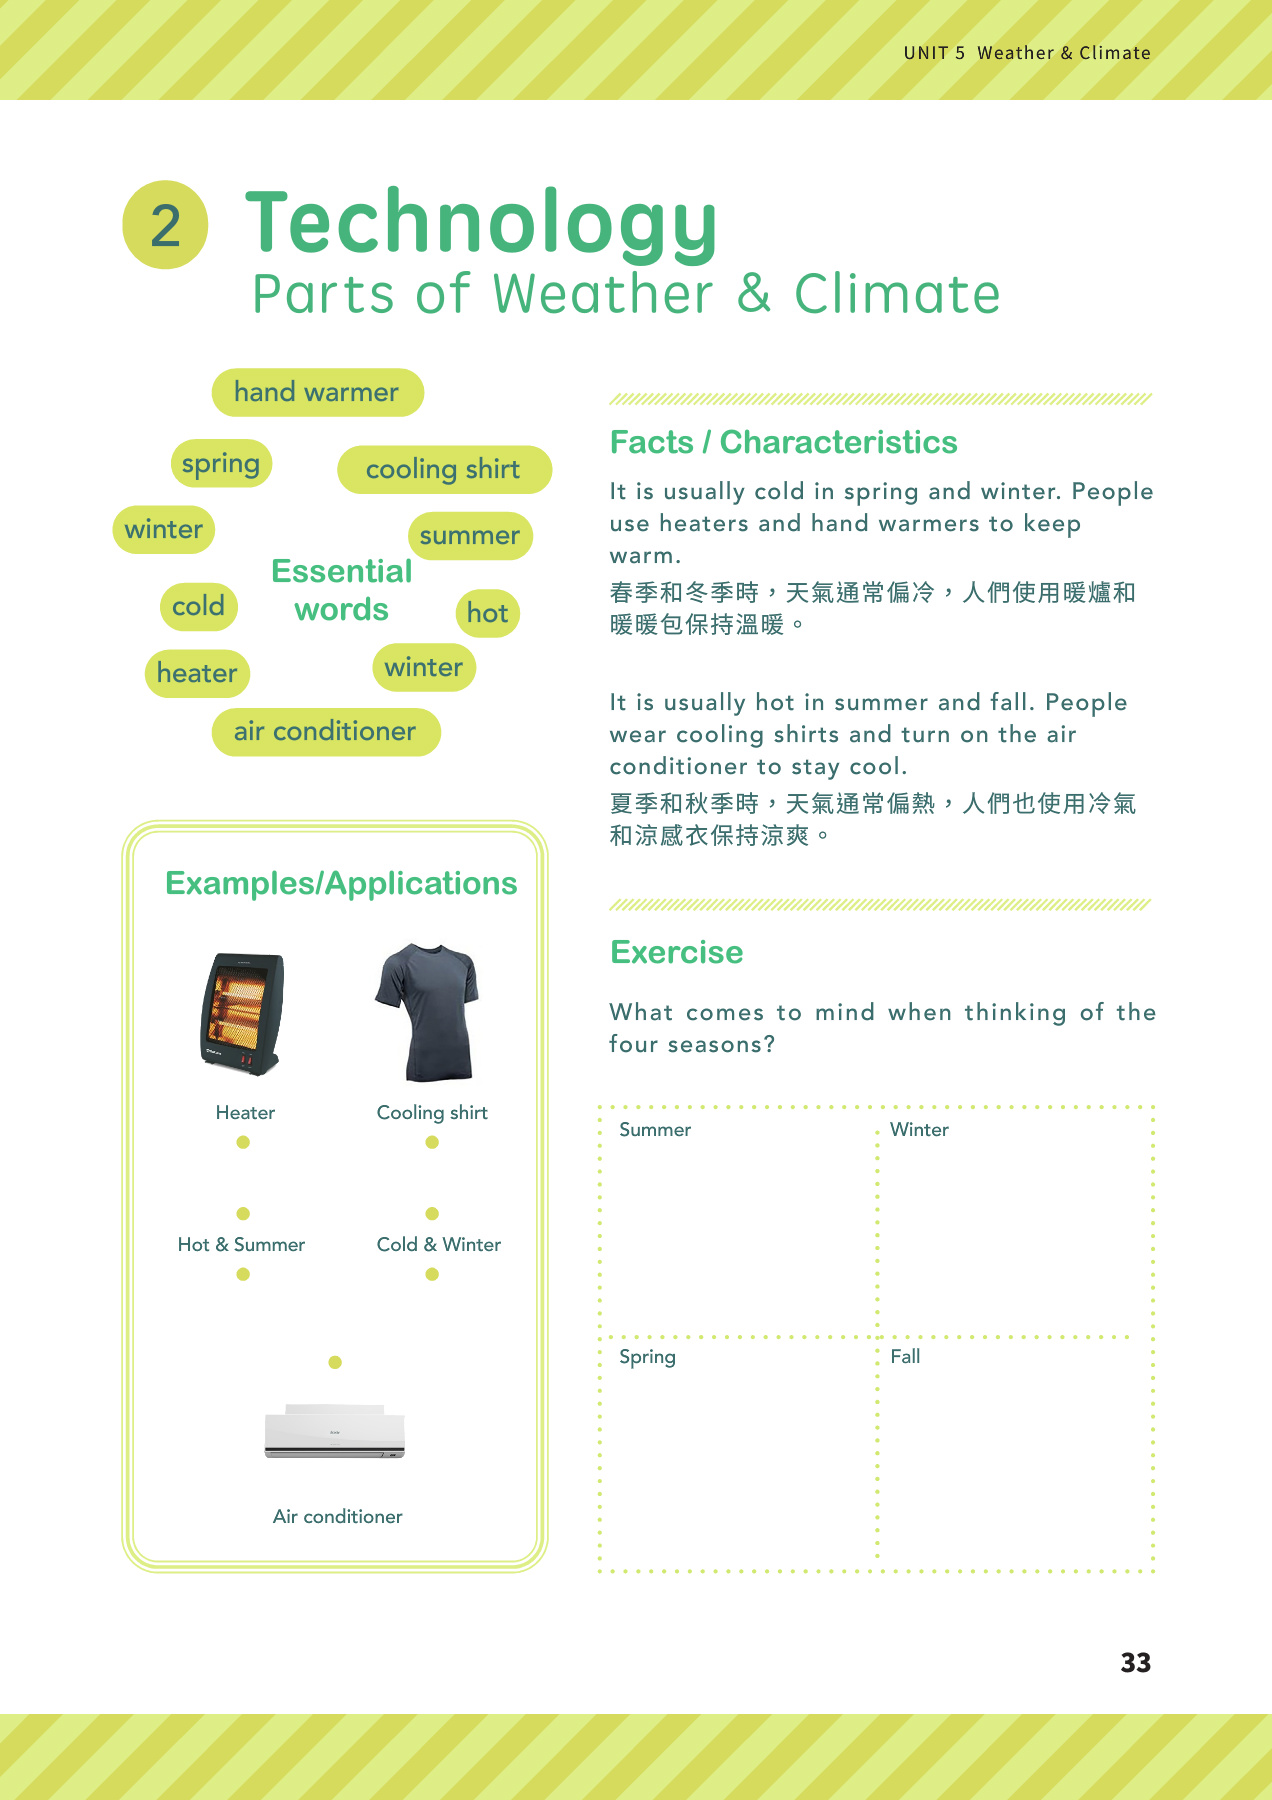 UNIT 5 Weather & Climate
2
Technology
Parts of Weather & Climate
hand warmer
spring
cooling shirt
winter
summer
Essential
words
cold
hot
heater
winter
air conditioner
Facts / Characteristics
It is usually cold in spring and winter. People
use heaters and hand warmers to keep
warm.
春季和冬季時，天氣通常偏冷，人們使用暖爐和
暖暖包保持溫暖。
It is usually hot in summer and fall. People
wear cooling shirts and turn on the air
conditioner to stay cool.
夏季和秋季時，天氣通常偏熱，人們也使用冷氣
和涼感衣保持涼爽。
Examples/Applications
Heater
Cooling shirt
Hot & Summer
Cold & Winter
Air conditioner
Exercise
What comes to mind when thinking of the
four seasons?
Summer
Winter
Spring
Fall
33